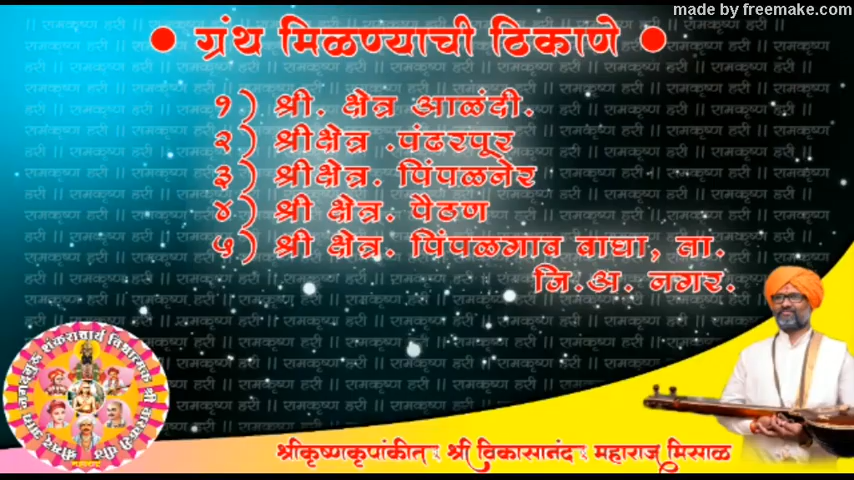 made by freemake.com
● ग्रंथ मिळण्याची ठिकाणे ●
१) श्री. क्षेत्र आळंदी.
२) श्रीक्षेत्र .पंढरपूर
३) श्रीक्षेत्र. पिंपळनेर
४) श्री क्षेत्र. पैठण
५) श्री क्षेत्र. पिंपळगाव वाघा, ता.
जि.अ. नगर.
श्रीकृष्णकृपांकीत श्री विकासानंद महाराज मिसाळ